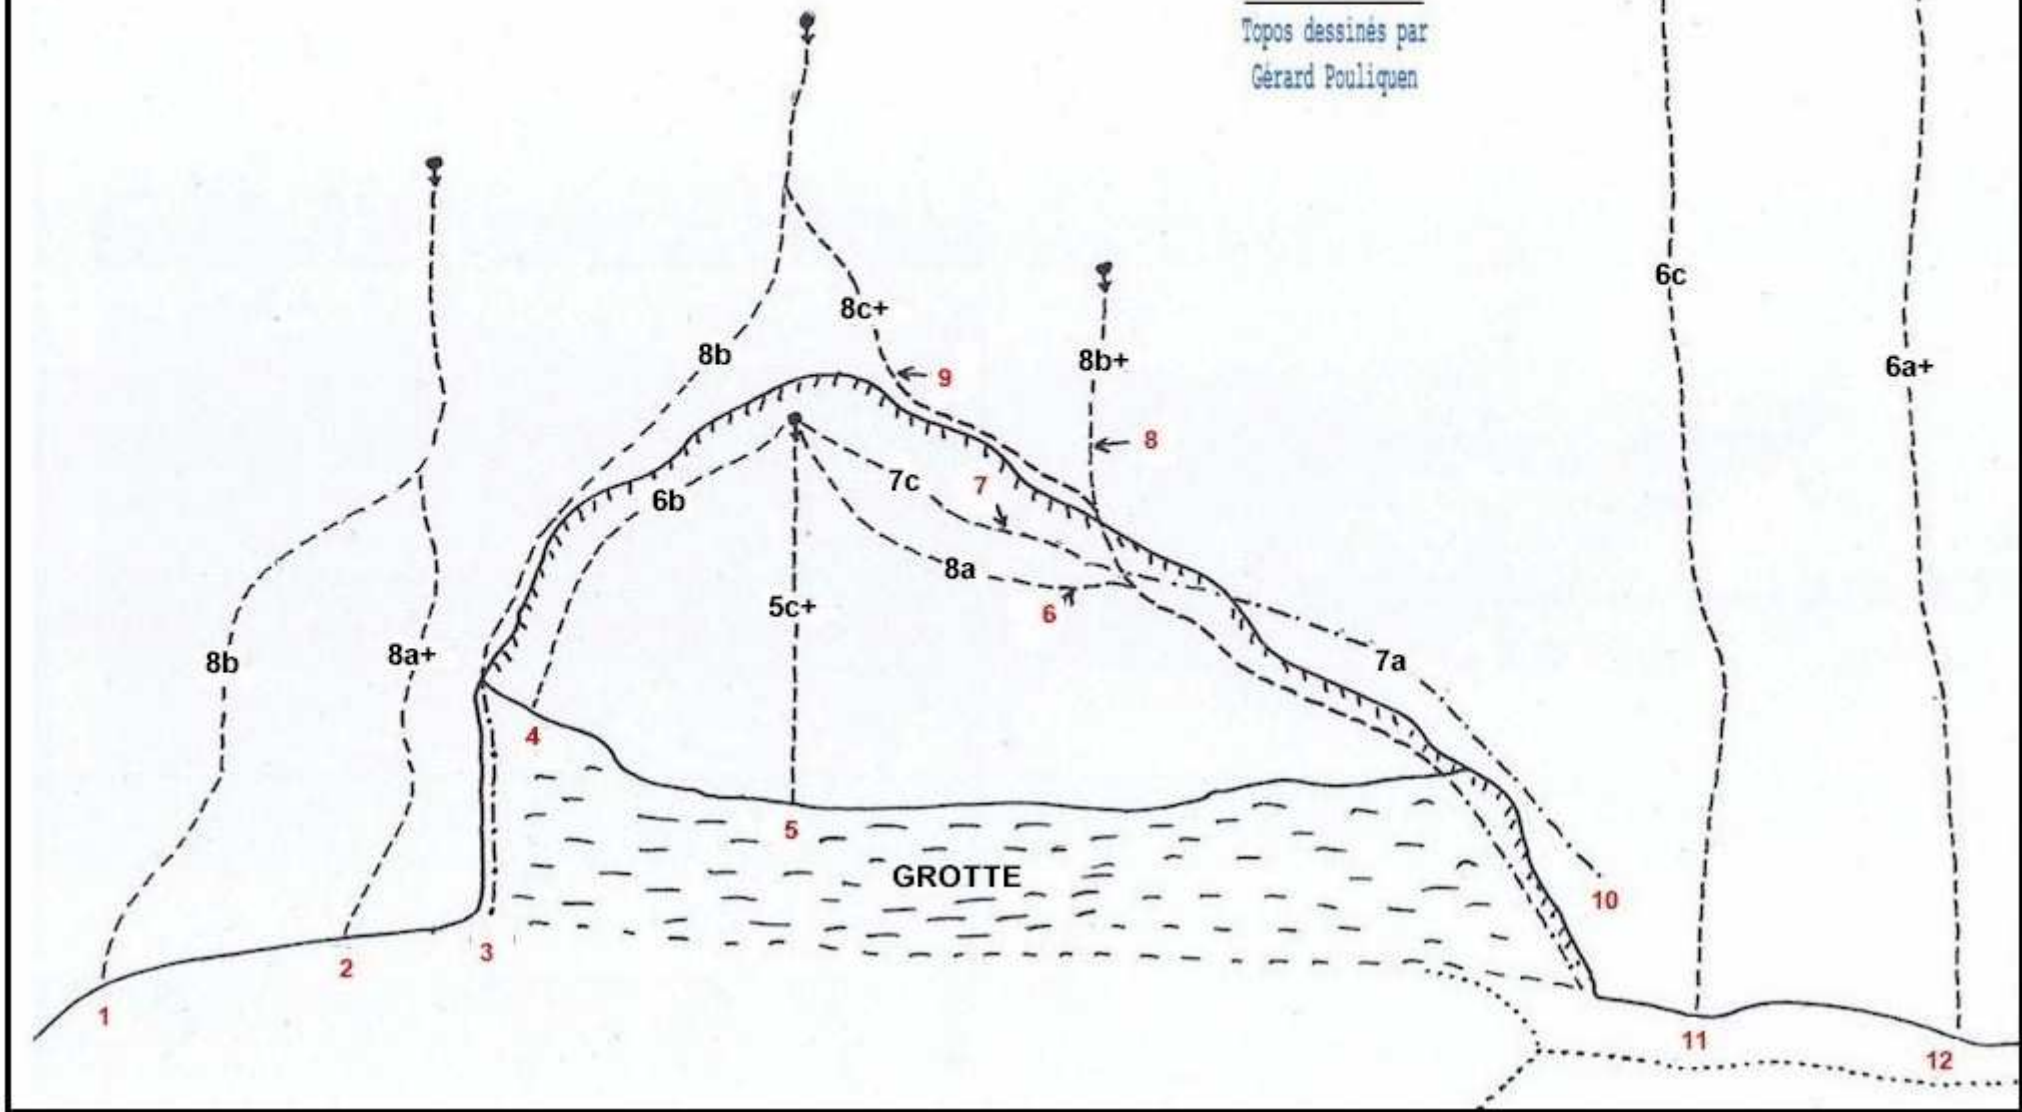 Topos dessinés par
Gérard Pouliquen
6c
8c+
8b
8b+
6a+
9
8
7c
7
6b
8a
5c+
6
8b
8a+
7a
4
5
GROTTE
10
3
2
1
11
12